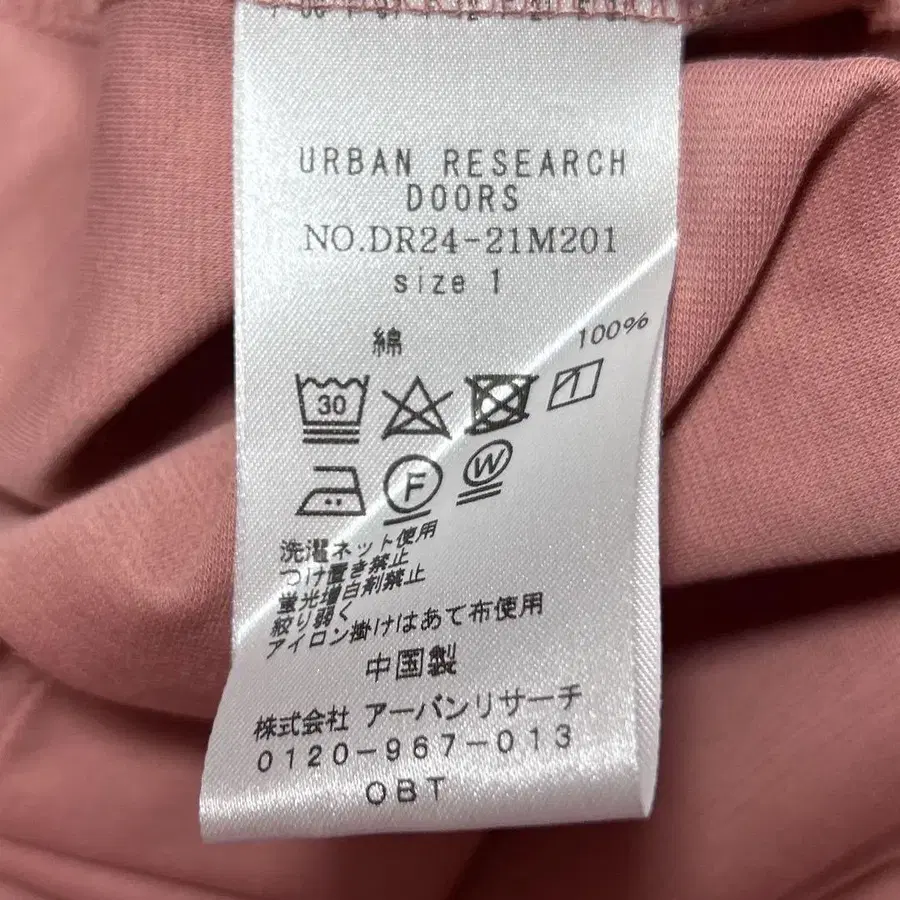 URBAN RESEARCH
DOORS
NO.DR24-21M201
size 1
綿 100%
30
F W
洗濯ネット使用
つけ置き禁止
蛍光増白剤禁止
絞り弱く
アイロン掛けはあて布使用
中国製
株式会社 アーバンリサーチ
0120-967-013
OBT